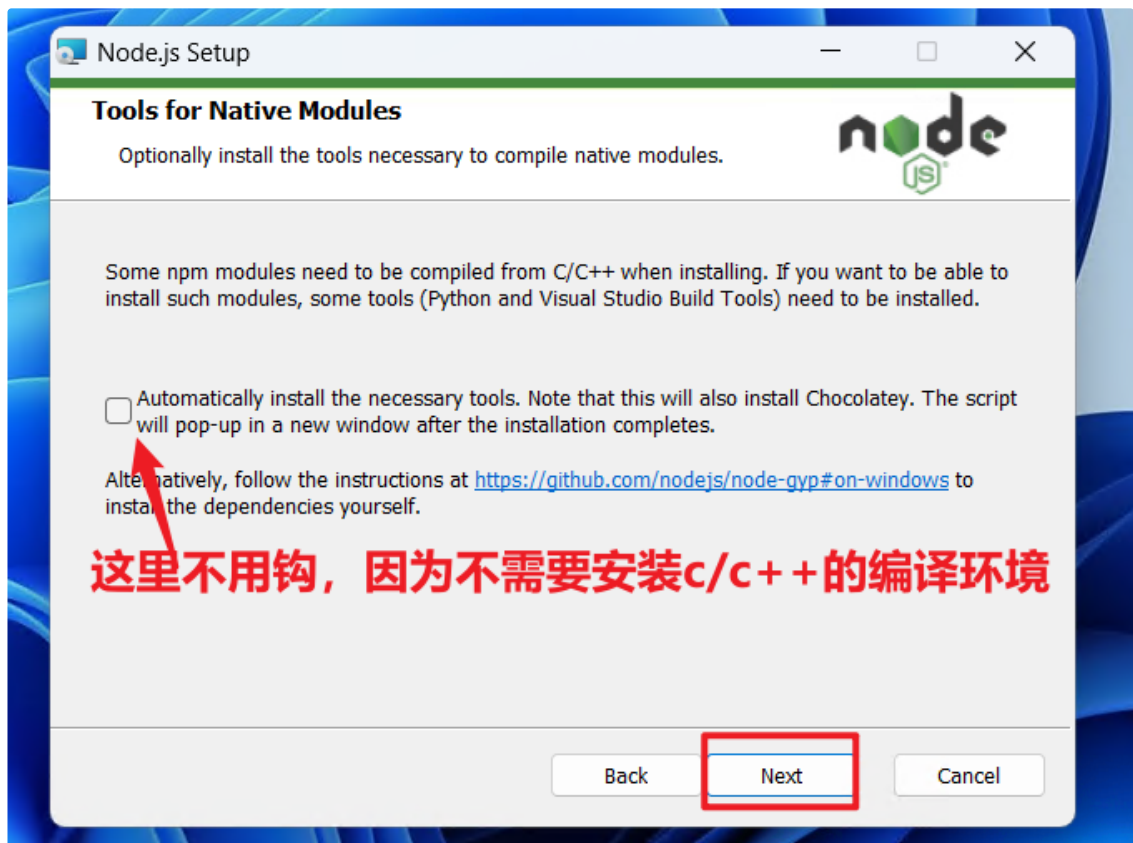 Node.js Setup
Tools for Native Modules
Optionally install the tools necessary to compile native modules.
node
JS
Some npm modules need to be compiled from C/C++ when installing. If you want to be able to
install such modules, some tools (Python and Visual Studio Build Tools) need to be installed.
Automatically install the necessary tools. Note that this will also install Chocolatey. The script
will pop-up in a new window after the installation completes.
Alternatively, follow the instructions at https://github.com/nodejs/node-gyp#on-windows to
install the dependencies yourself.
这里不用钩，因为不需要安装c/c++的编译环境
Back
Next
Cancel